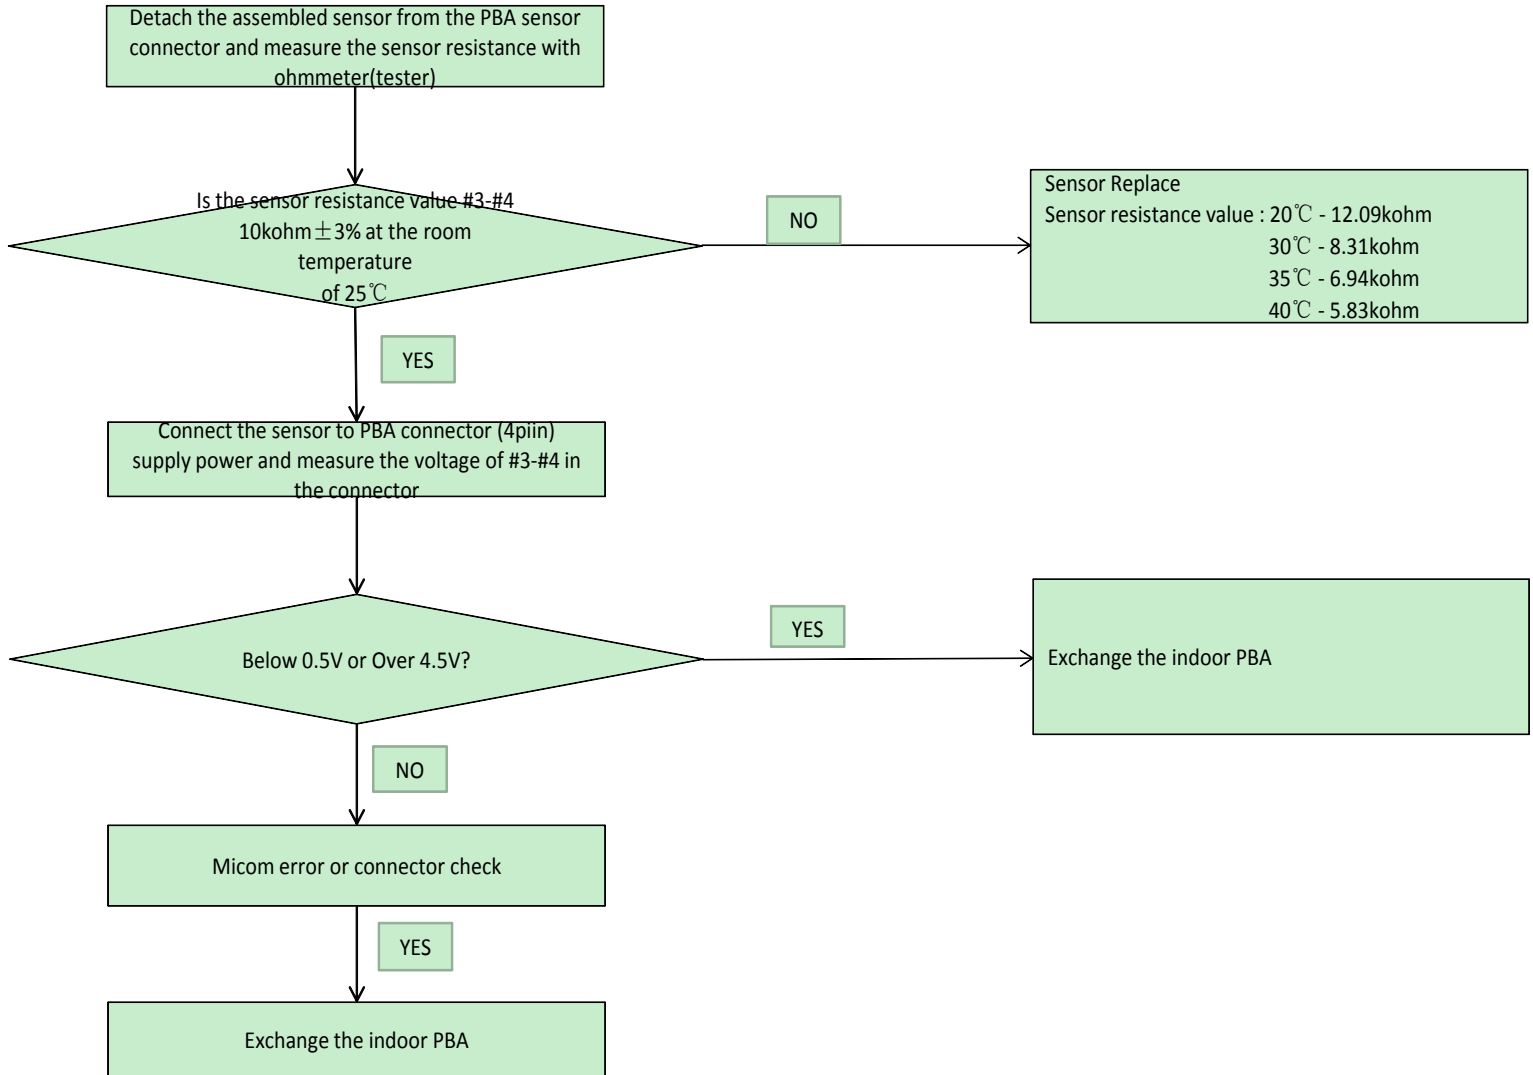 Detach the assembled sensor from the PBA sensor
connector and measure the sensor resistance with
ohmmeter(tester)
Is the sensor resistance value #3-#4
10kohm±3% at the room
temperature
of 25℃
NO
Sensor Replace
Sensor resistance value : 20℃ - 12.09kohm
30℃ - 8.31kohm
35℃ - 6.94kohm
40℃ - 5.83kohm
YES
Connect the sensor to PBA connector (4piin)
supply power and measure the voltage of #3-#4 in
the connector
Below 0.5V or Over 4.5V?
YES
Exchange the indoor PBA
NO
Micom error or connector check
YES
Exchange the indoor PBA